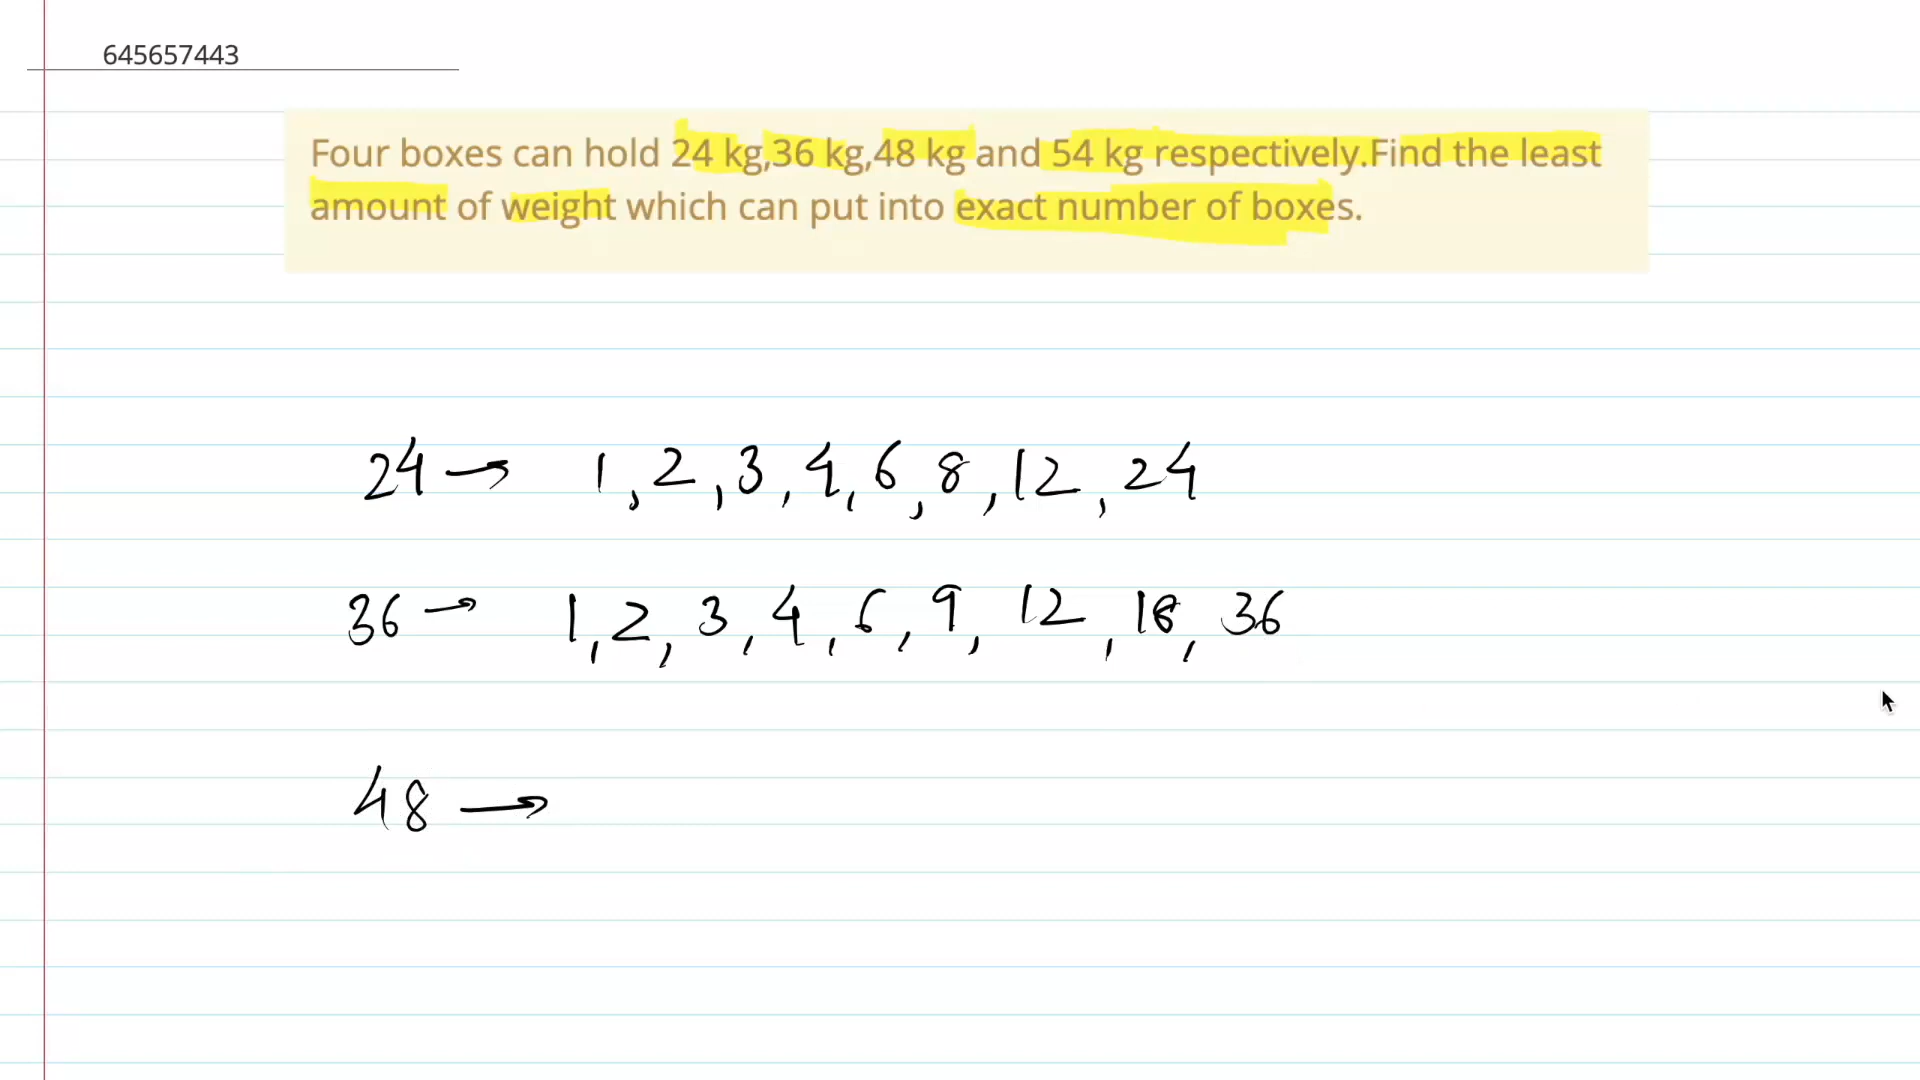 645657443
Four boxes can hold 24 kg,36 kg,48 kg and 54 kg respectively.Find the least
amount of weight which can put into exact number of boxes.
24 → 1, 2, 3, 4, 6, 8, 12, 24
36 → 1, 2, 3, 4, 6, 9, 12, 18, 36
48 →